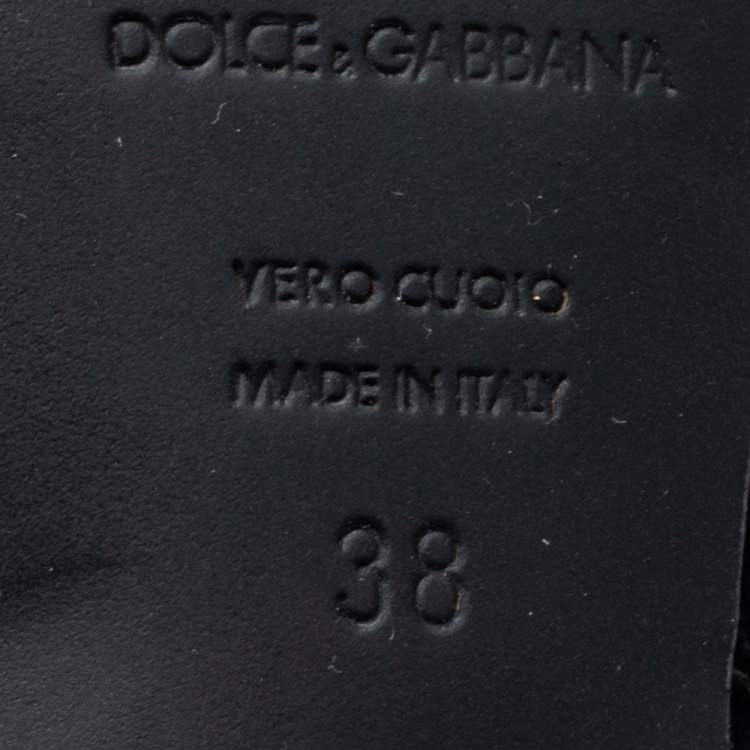 DOLCE & GABBANA
VERO CUOIO
MADE IN ITALY
38